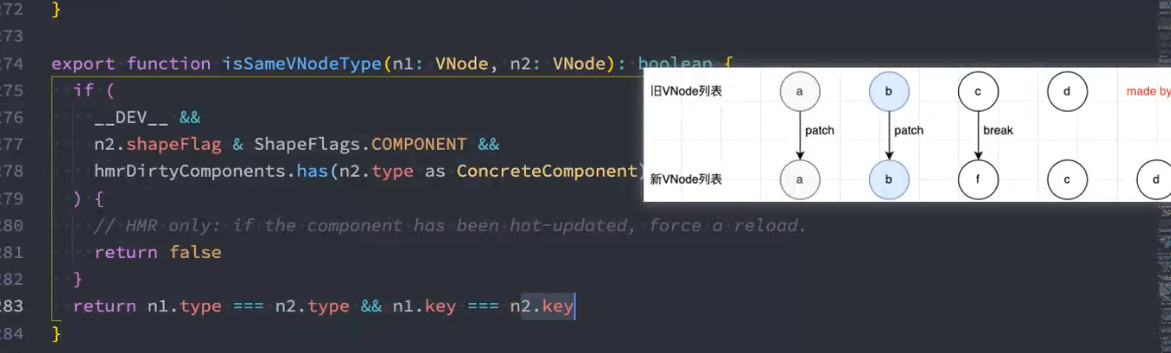 272 }
273
274 export function isSameVNodeType(n1: VNode, n2: VNode): boolean {
275 if (
276 __DEV__ &&
277 n2.shapeFlag & ShapeFlags.COMPONENT &&
278 hmrDirtyComponents.has(n2.type as ConcreteComponent)
279 ) {
280 // HMR only: if the component has been hot-updated, force a reload.
281 return false
282 }
283 return n1.type === n2.type && n1.key === n2.key
284 }
旧VNode列表 a b c d made by
patch patch break
新VNode列表 a b f c d